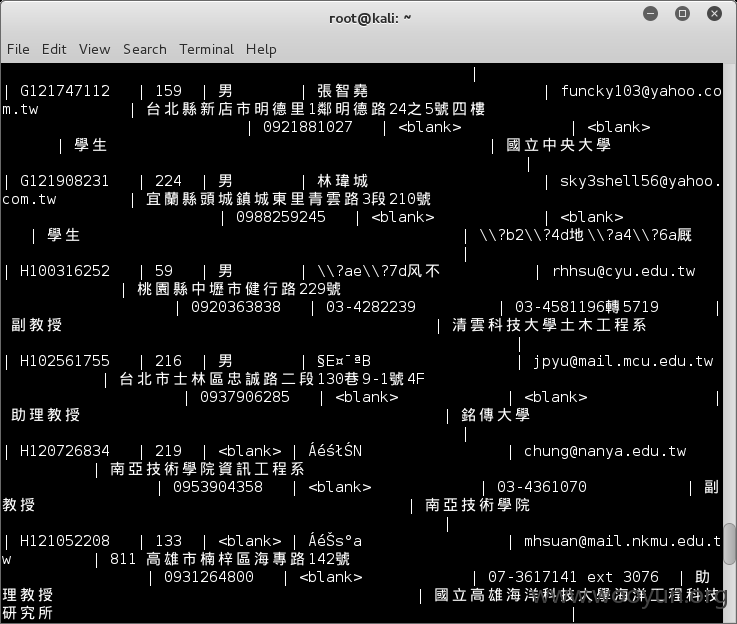 root@kali: ~
File Edit View Search Terminal Help
|
| G121747112 | 159 | 男 | 張智堯 | funcky103@yahoo.co
m.tw | 台北縣新店市明德里1鄰明德路24之5號四樓
| 0921881027 | <blank> | <blank>
| 學生 | 國立中央大學
|
| G121908231 | 224 | 男 | 林瑋城 | sky3shell56@yahoo.
com.tw | 宜蘭縣頭城鎮城東里青雲路3段210號
| 0988259245 | <blank> | <blank>
| 學生 | \\?b2\\?4d地\\?a4\\?6a厩
|
| H100316252 | 59 | 男 | \\?ae\\?7d风不 | rhhsu@cyu.edu.tw
| 桃園縣中壢市健行路229號
| 0920363838 | 03-4282239 | 03-4581196轉5719 |
副教授 | 清雲科技大學土木工程系
|
| H102561755 | 216 | 男 | §E¤¯ªB | jpyu@mail.mcu.edu.tw
| 台北市士林區忠誠路二段130巷9-1號4F
| 0937906285 | <blank> | <blank> |
助理教授 | 銘傳大學
|
| H120726834 | 219 | <blank> | ÁéśłŚN | chung@nanya.edu.tw
| 南亞技術學院資訊工程系
| 0953904358 | <blank> | 03-4361070 | 副
教授 | 南亞技術學院
|
| H121052208 | 133 | <blank> | ÁéŠs°a | mhsuan@mail.nkmu.edu.t
w | 811 高雄市楠梓區海專路142號
| 0931264800 | <blank> | 07-3617141 ext 3076 | 助
理教授 | 國立高雄海洋科技大學海洋工程科技
研究所 |
www.wooyun.org